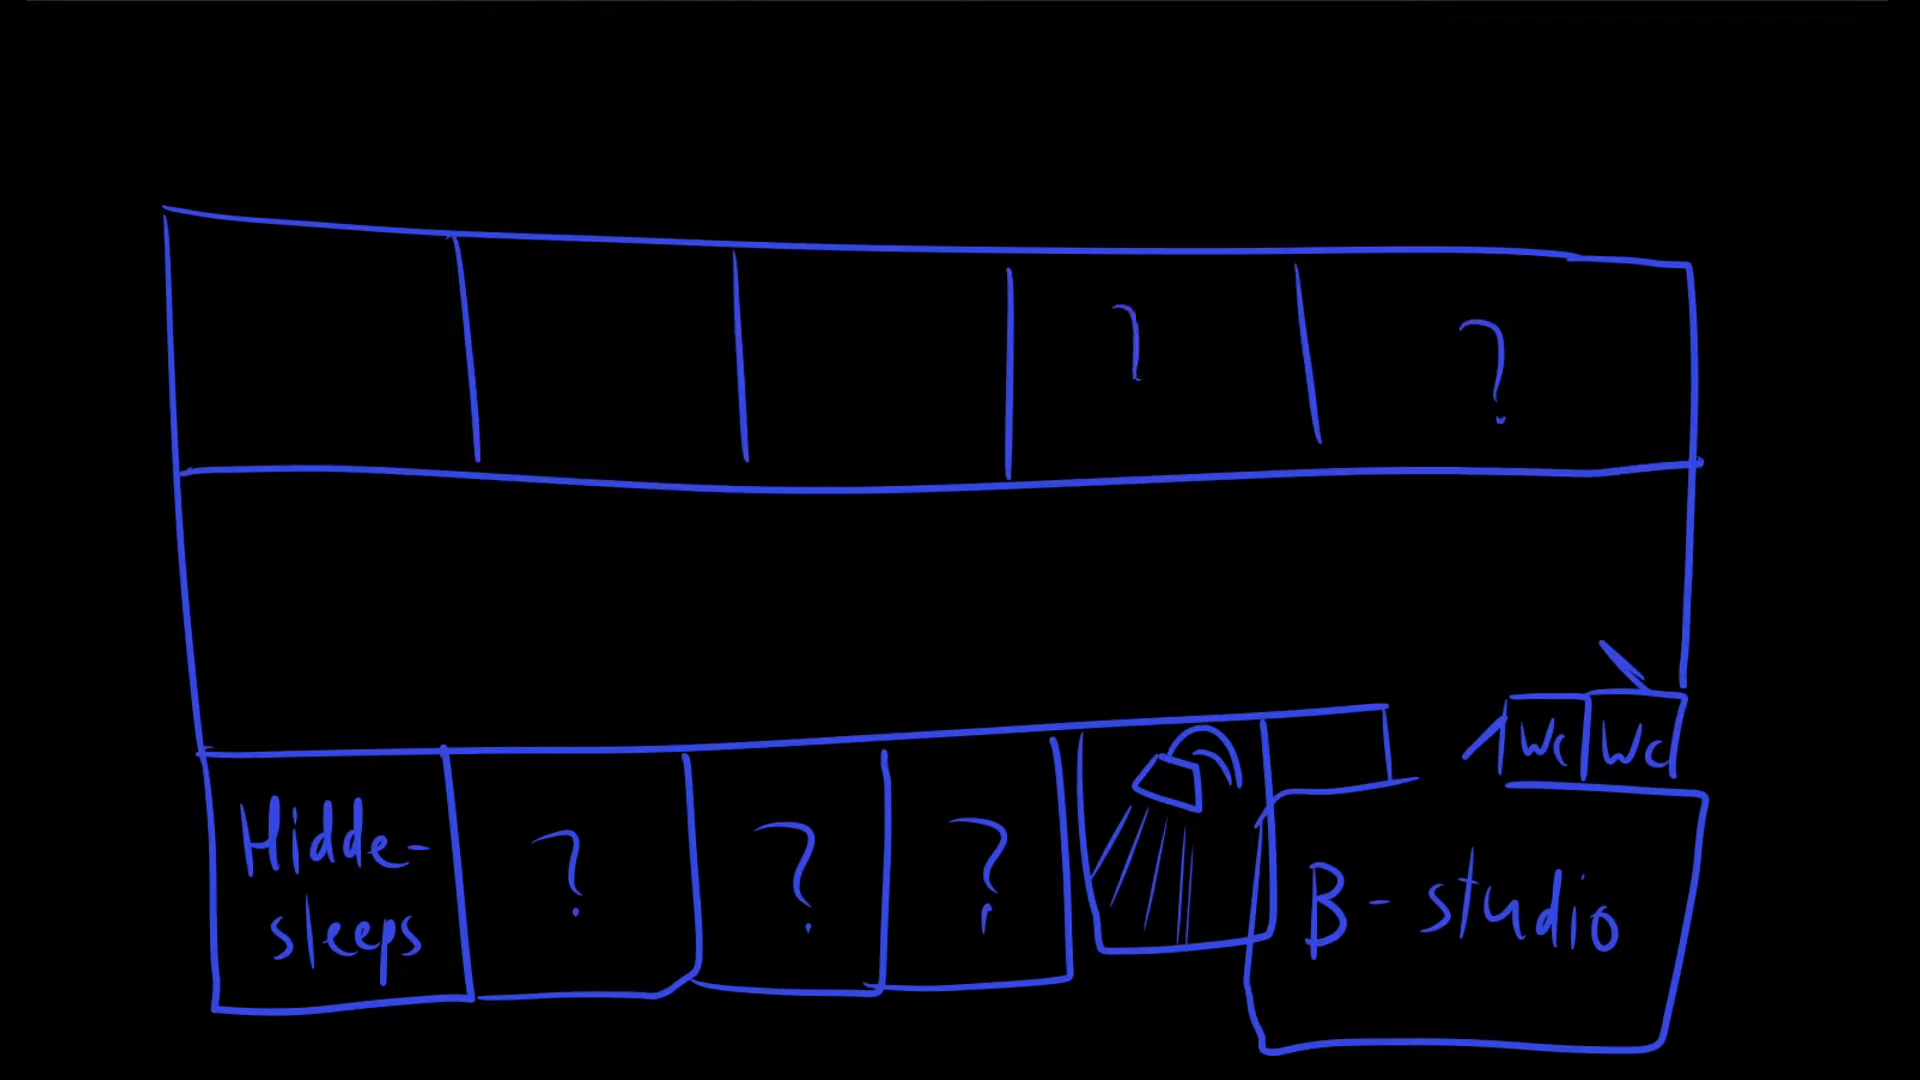 ? ?
WC WC
Hidde-
sleeps
? ? ?
B-studio